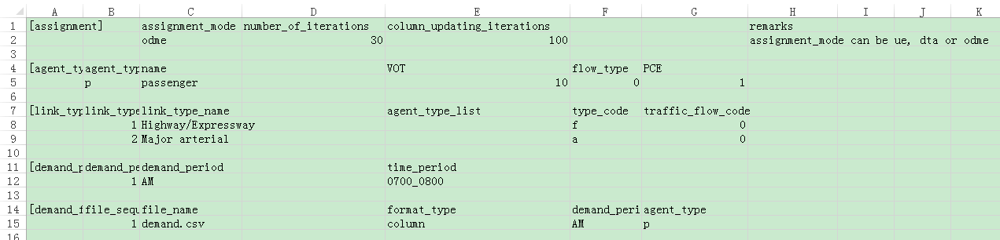 A B C D E F G H I J K
1 [assignment] assignment_mode number_of_iterations column_updating_iterations remarks
2 odme 30 100 assignment_mode can be ue, dta or odme
3
4 [agent_ty agent_typ name VOT flow_type PCE
5 p passenger 10 0 1
6
7 [link_typ link_type link_type_name agent_type_list type_code traffic_flow_code
8 1 Highway/Expressway f 0
9 2 Major arterial a 0
10
11 [demand_p demand_pe demand_period time_period
12 1 AM 0700_0800
13
14 [demand_f file_sequ file_name format_type demand_peri agent_type
15 1 demand.csv column AM p
16